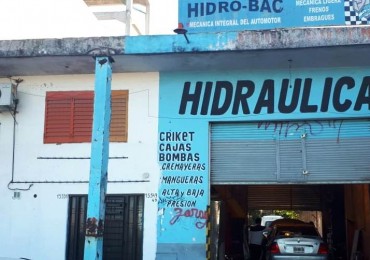 HIDRO-BAC
MECANICA INTEGRAL DEL AUTOMOTOR
MECANICA LIGERA
FRENOS
EMBRAGUES
HIDRAULICA
CRIKET
CAJAS
BOMBAS
CREMAYERAS
MANGUERAS
ALTA y BAJA
PRESION
garage